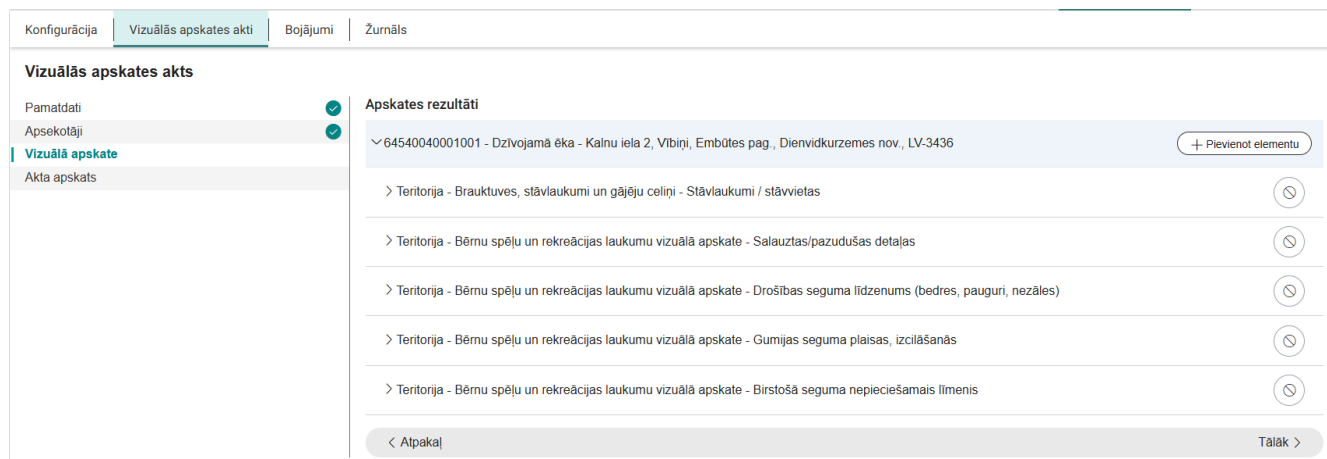 Konfigurācija
Vizuālās apskates akti
Bojājumi
Žurnāls
Vizuālās apskates akts
Pamatdati
Apsekotāji
Vizuālā apskate
Akta apskats
Apskates rezultāti
64540040001001 - Dzīvojamā ēka - Kalnu iela 2, Vībiņi, Embūtes pag., Dienvidkurzemes nov., LV-3436
Pievienot elementu
Teritorija - Brauktuves, stāvlaukumi un gājēju celiņi - Stāvlaukumi / stāvvietas
Teritorija - Bērnu spēļu un rekreācijas laukumu vizuālā apskate - Salauztas/pazudušas detaļas
Teritorija - Bērnu spēļu un rekreācijas laukumu vizuālā apskate - Drošības seguma līdzenums (bedres, pauguri, nezāles)
Teritorija - Bērnu spēļu un rekreācijas laukumu vizuālā apskate - Gumijas seguma plaisas, izcilāšanās
Teritorija - Bērnu spēļu un rekreācijas laukumu vizuālā apskate - Birstošā seguma nepieciešamais līmenis
Atpakaļ
Tālāk